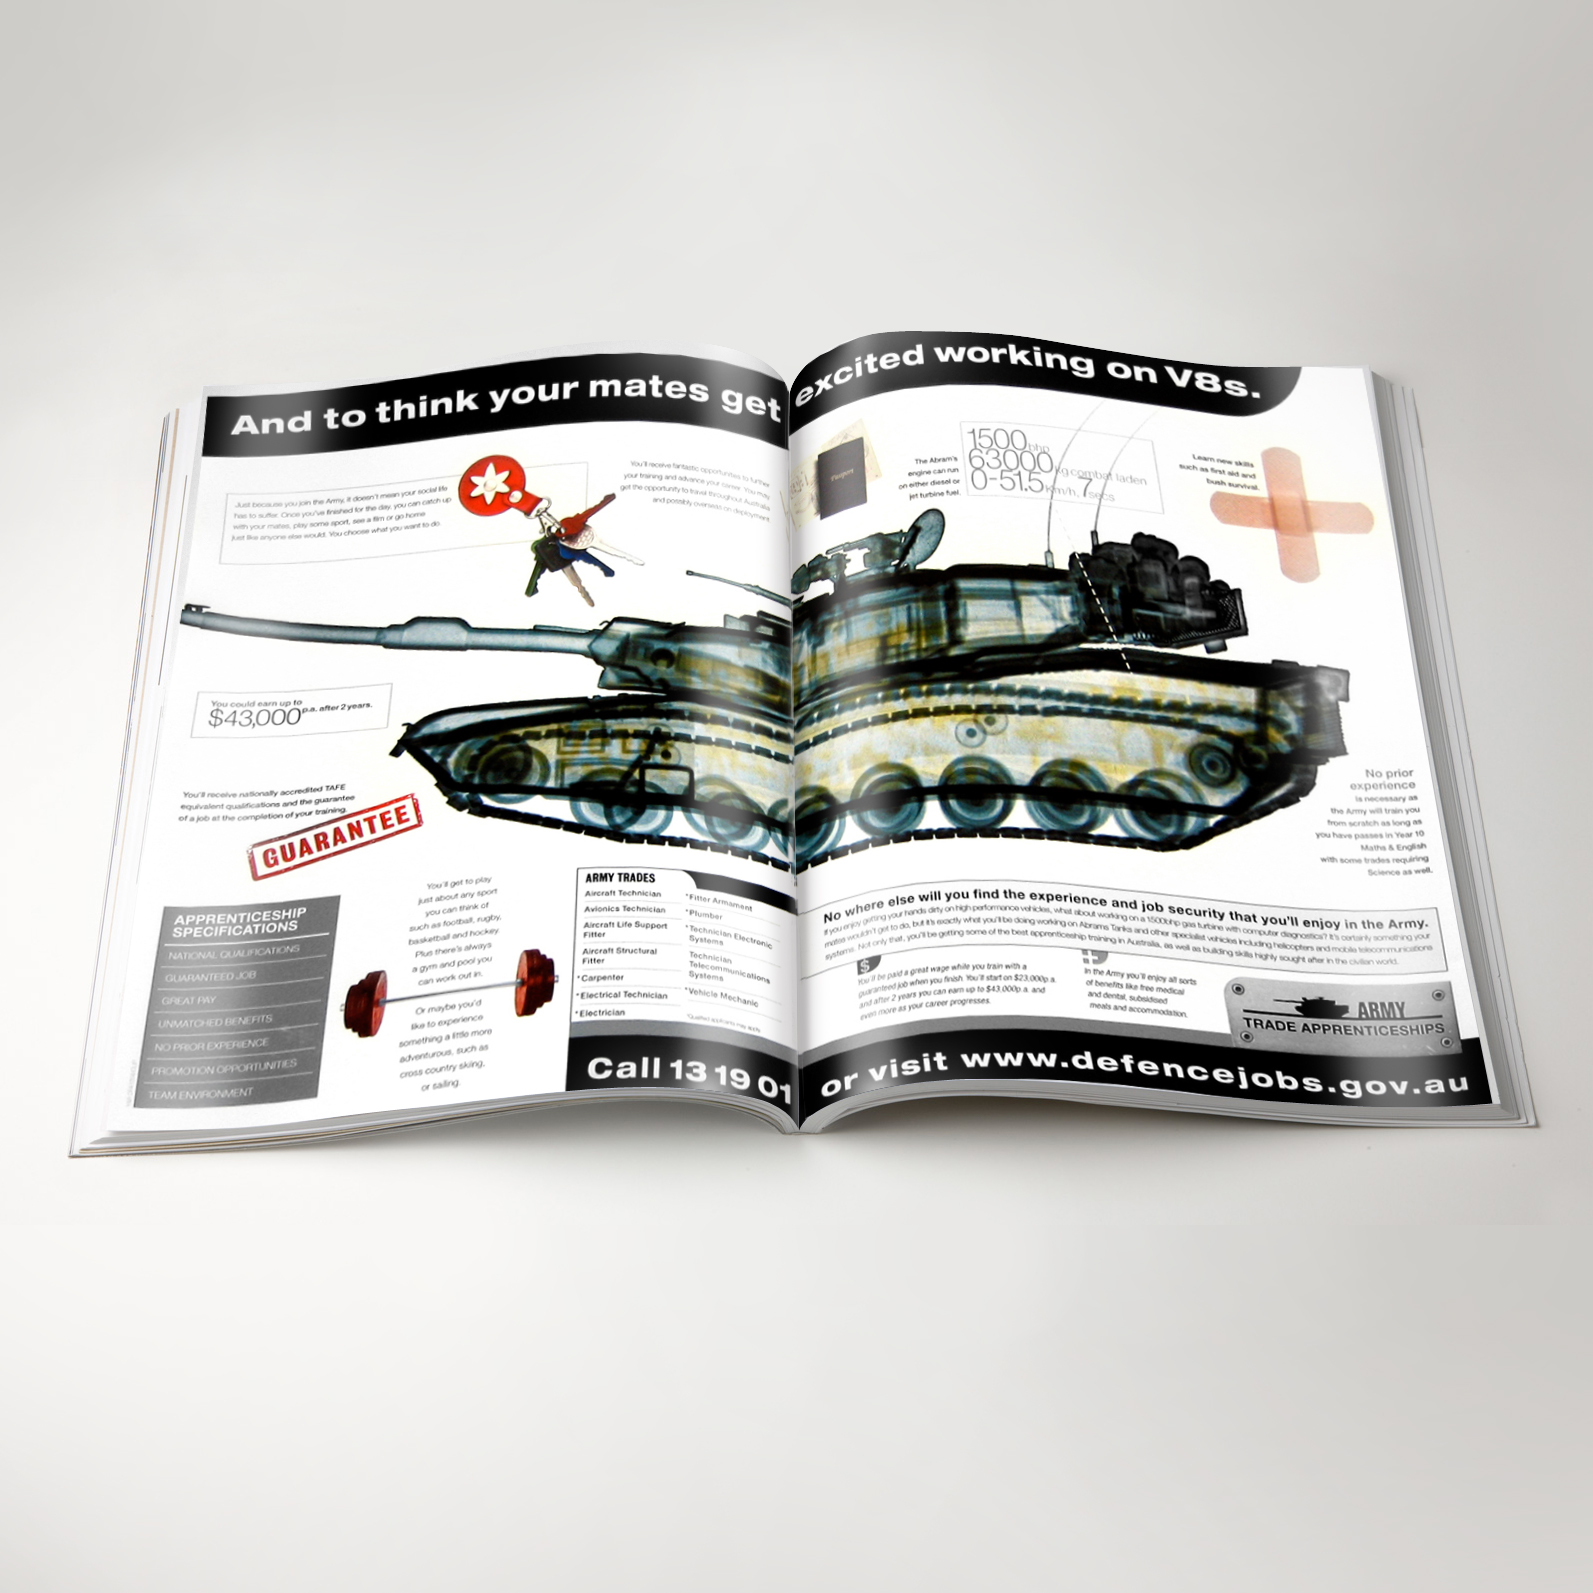 And to think your mates get excited working on V8s.
Just because you join the Army, it doesn't mean your social life
has to suffer. Once you've finished for the day, you can catch up
with your mates, play some sport, see a film or go home
just like anyone else would. You choose what you want to do.
You'll receive fantastic opportunities to further
your training and advance your career. You may
get the opportunity to travel throughout Australia
and possibly overseas on deployment.
Passport
The Abram's
engine can run
on either diesel or
jet turbine fuel.
1500bhp
63000kg combat laden
0-51.5km/h, 7secs
Learn new skills
such as first aid and
bush survival.
You could earn up to
$43,000p.a. after 2 years.
You'll receive nationally accredited TAFE
equivalent qualifications and the guarantee
of a job at the completion of your training.
GUARANTEE
No prior
experience
is necessary as
the Army will train you
from scratch as long as
you have passes in Year 10
Maths & English
with some trades requiring
Science as well.
APPRENTICESHIP
SPECIFICATIONS
NATIONAL QUALIFICATIONS
GUARANTEED JOB
GREAT PAY
UNMATCHED BENEFITS
NO PRIOR EXPERIENCE
PROMOTION OPPORTUNITIES
TEAM ENVIRONMENT
You'll get to play
just about any sport
you can think of
such as football, rugby,
basketball and hockey.
Plus there's always
a gym and pool you
can work out in.
Or maybe you'd
like to experience
something a little more
adventurous, such as
cross country skiing,
or sailing.
ARMY TRADES
Aircraft Technician
Avionics Technician
Aircraft Life Support
Fitter
Aircraft Structural
Fitter
*Carpenter
*Electrical Technician
*Electrician
*Fitter Armament
*Plumber
*Technician Electronic
Systems
Technician
Telecommunications
Systems
*Vehicle Mechanic
No where else will you find the experience and job security that you'll enjoy in the Army.
If you enjoy getting your hands dirty on high performance vehicles, what about working on a 1500bhp gas turbine with computer diagnostics? It's certainly something your
mates wouldn't get to do, but it's exactly what you'll be doing working on Abrams Tanks and other specialist vehicles including helicopters and mobile telecommunications
systems. Not only that, you'll be getting some of the best apprenticeship training in Australia, as well as building skills highly sought after in the civilian world.
$
You'll be paid a great wage while you train with a
guaranteed job when you finish. You'll start on $23,000p.a.
and after 2 years you can earn up to $43,000p.a. and
even more as your career progresses.
In the Army you'll enjoy all sorts
of benefits like free medical
and dental, subsidised
meals and accommodation.
ARMY
TRADE APPRENTICESHIPS
Call 13 19 01 or visit www.defencejobs.gov.au